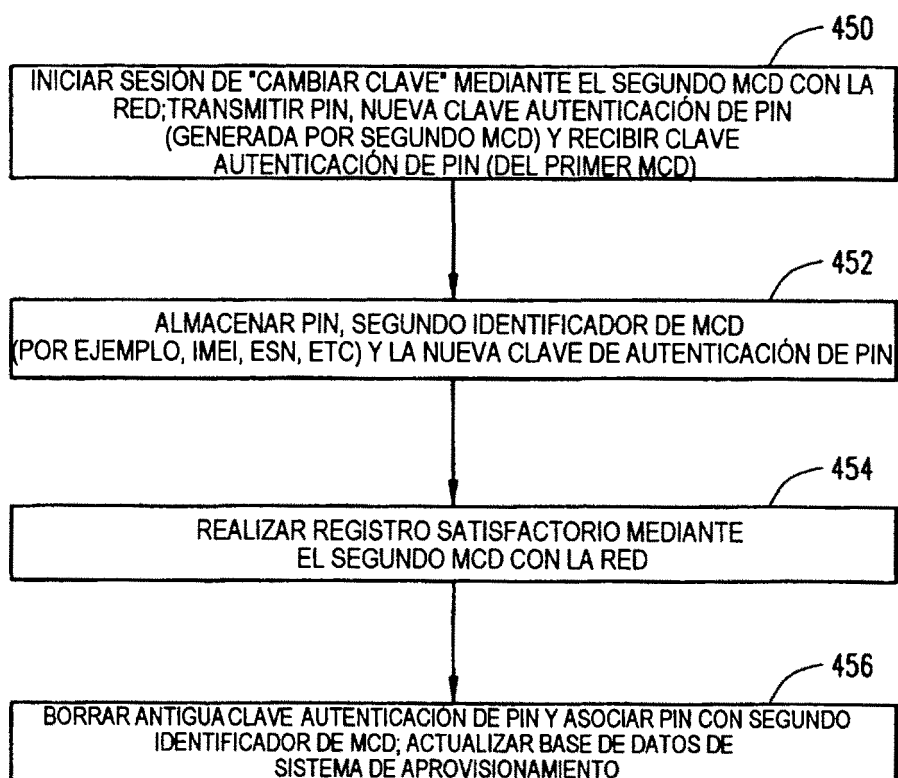 450
INICIAR SESIÓN DE "CAMBIAR CLAVE" MEDIANTE EL SEGUNDO MCD CON LA
RED;TRANSMITIR PIN, NUEVA CLAVE AUTENTICACIÓN DE PIN
(GENERADA POR SEGUNDO MCD) Y RECIBIR CLAVE
AUTENTICACIÓN DE PIN (DEL PRIMER MCD)
452
ALMACENAR PIN, SEGUNDO IDENTIFICADOR DE MCD
(POR EJEMPLO, IMEI, ESN, ETC) Y LA NUEVA CLAVE DE AUTENTICACIÓN DE PIN
454
REALIZAR REGISTRO SATISFACTORIO MEDIANTE
EL SEGUNDO MCD CON LA RED
456
BORRAR ANTIGUA CLAVE AUTENTICACIÓN DE PIN Y ASOCIAR PIN CON SEGUNDO
IDENTIFICADOR DE MCD; ACTUALIZAR BASE DE DATOS DE
SISTEMA DE APROVISIONAMIENTO